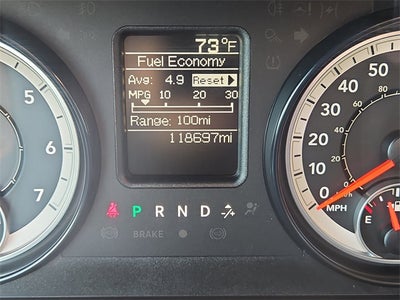 73°F
Fuel Economy
Avg: 4.9 Reset
MPG 10 20 30
Range: 100mi
118697mi
5
6
7
50
40
30
20
10
0
80
MPH
E
P R N D
BRAKE